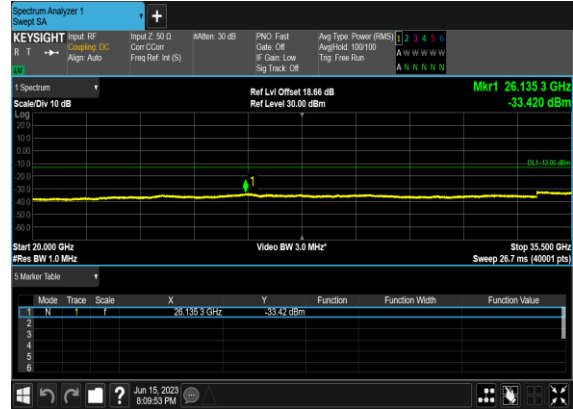 Spectrum Analyzer 1
Swept SA
KEYSIGHT Input: RF Input Z: 50 Ω #Atten: 30 dB PNO: Fast Avg Type: Power (RMS) 1 2 3 4 5 6
R T Coupling: DC Corr CCorr Gate: Off Avg|Hold: 100/100 A W W W W W
Align: Auto Freq Ref: Int (S) IF Gain: Low Trig: Free Run
Sig Track: Off A N N N N N
LM
1 Spectrum Ref Lvl Offset 18.66 dB Mkr1 26.135 3 GHz
Scale/Div 10 dB Ref Level 30.00 dBm -33.420 dBm
Log
20.0
10.0
0.00
-10.0
DL1 -13.00 dBm
-20.0
1
-30.0
-40.0
-50.0
-60.0
Start 20.000 GHz Video BW 3.0 MHz* Stop 35.500 GHz
#Res BW 1.0 MHz Sweep 26.7 ms (40001 pts)
5 Marker Table
Mode Trace Scale X Y Function Function Width Function Value
1 N 1 f 26.135 3 GHz -33.42 dBm
2
3
4
5
6
? Jun 15, 2023
8:09:53 PM